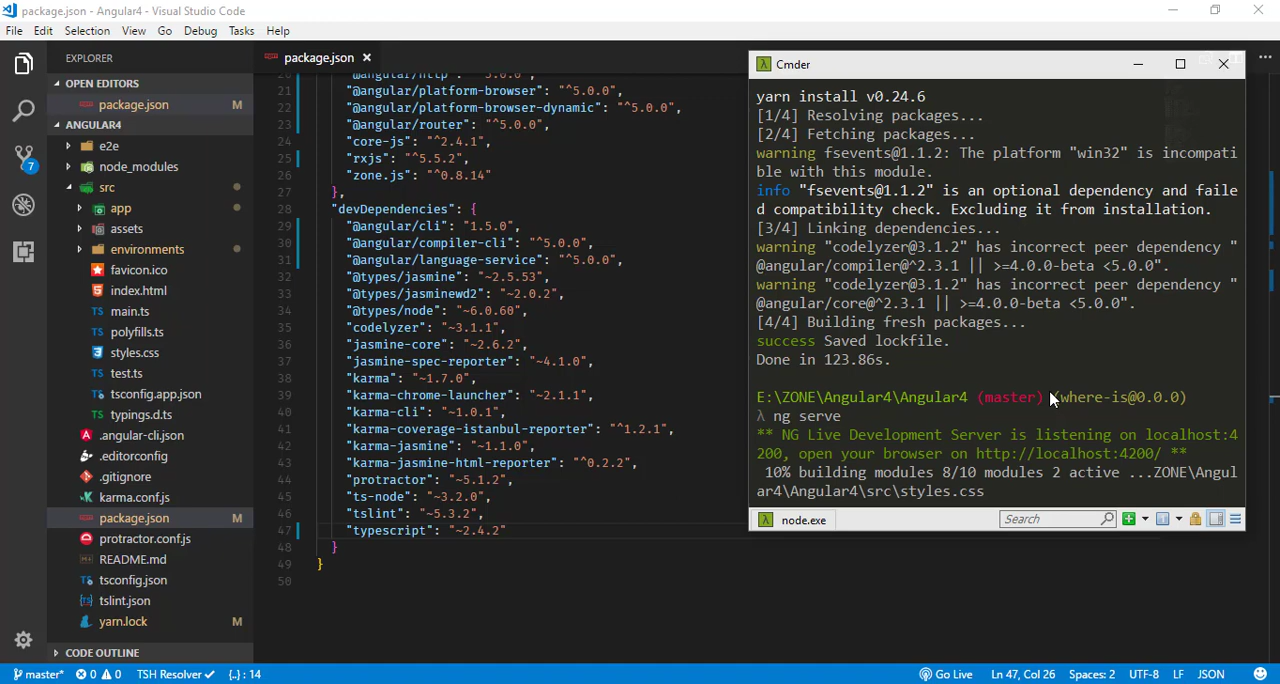 package.json - Angular4 - Visual Studio Code
File Edit Selection View Go Debug Tasks Help
EXPLORER
OPEN EDITORS
package.json M
ANGULAR4
e2e
node_modules
src
app
assets
environments
favicon.ico
index.html
main.ts
polyfills.ts
styles.css
test.ts
tsconfig.app.json
typings.d.ts
.angular-cli.json
.editorconfig
.gitignore
karma.conf.js
package.json M
protractor.conf.js
README.md
tsconfig.json
tslint.json
yarn.lock M
CODE OUTLINE
7
package.json
20 "@angular/http": "^5.0.0",
21 "@angular/platform-browser": "^5.0.0",
22 "@angular/platform-browser-dynamic": "^5.0.0",
23 "@angular/router": "^5.0.0",
24 "core-js": "^2.4.1",
25 "rxjs": "^5.5.2",
26 "zone.js": "^0.8.14"
27 },
28 "devDependencies": {
29 "@angular/cli": "1.5.0",
30 "@angular/compiler-cli": "^5.0.0",
31 "@angular/language-service": "^5.0.0",
32 "@types/jasmine": "~2.5.53",
33 "@types/jasminewd2": "~2.0.2",
34 "@types/node": "~6.0.60",
35 "codelyzer": "~3.1.1",
36 "jasmine-core": "~2.6.2",
37 "jasmine-spec-reporter": "~4.1.0",
38 "karma": "~1.7.0",
39 "karma-chrome-launcher": "~2.1.1",
40 "karma-cli": "~1.0.1",
41 "karma-coverage-istanbul-reporter": "^1.2.1",
42 "karma-jasmine": "~1.1.0",
43 "karma-jasmine-html-reporter": "^0.2.2",
44 "protractor": "~5.1.2",
45 "ts-node": "~3.2.0",
46 "tslint": "~5.3.2",
47 "typescript": "~2.4.2"
48 }
49 }
50
Cmder
yarn install v0.24.6
[1/4] Resolving packages...
[2/4] Fetching packages...
warning fsevents@1.1.2: The platform "win32" is incompati
ble with this module.
info "fsevents@1.1.2" is an optional dependency and faile
d compatibility check. Excluding it from installation.
[3/4] Linking dependencies...
warning "codelyzer@3.1.2" has incorrect peer dependency "
@angular/compiler@^2.3.1 || >=4.0.0-beta <5.0.0".
warning "codelyzer@3.1.2" has incorrect peer dependency "
@angular/core@^2.3.1 || >=4.0.0-beta <5.0.0".
[4/4] Building fresh packages...
success Saved lockfile.
Done in 123.86s.
E:\ZONE\Angular4\Angular4 (master) (where-is@0.0.0)
λ ng serve
** NG Live Development Server is listening on localhost:4
200, open your browser on http://localhost:4200/ **
10% building modules 8/10 modules 2 active ...ZONE\Angul
ar4\Angular4\src\styles.css
node.exe
Search
master* 0 0 TSH Resolver {..} : 14 Go Live Ln 47, Col 26 Spaces: 2 UTF-8 LF JSON